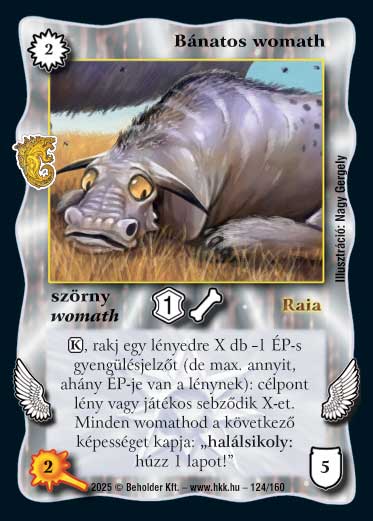 2
Bánatos womath
Illusztráció: Nagy Gergely
szörny
womath
1
Raia
K, rakj egy lényedre X db –1 ÉP-s
gyengülésjelzőt (de max. annyit,
ahány ÉP-je van a lénynek): célpont
lény vagy játékos sebződik X-et.
Minden womathod a következő
képességet kapja: „halálsikoly:
húzz 1 lapot!”
2
5
2025 © Beholder Kft. – www.hkk.hu – 124/160